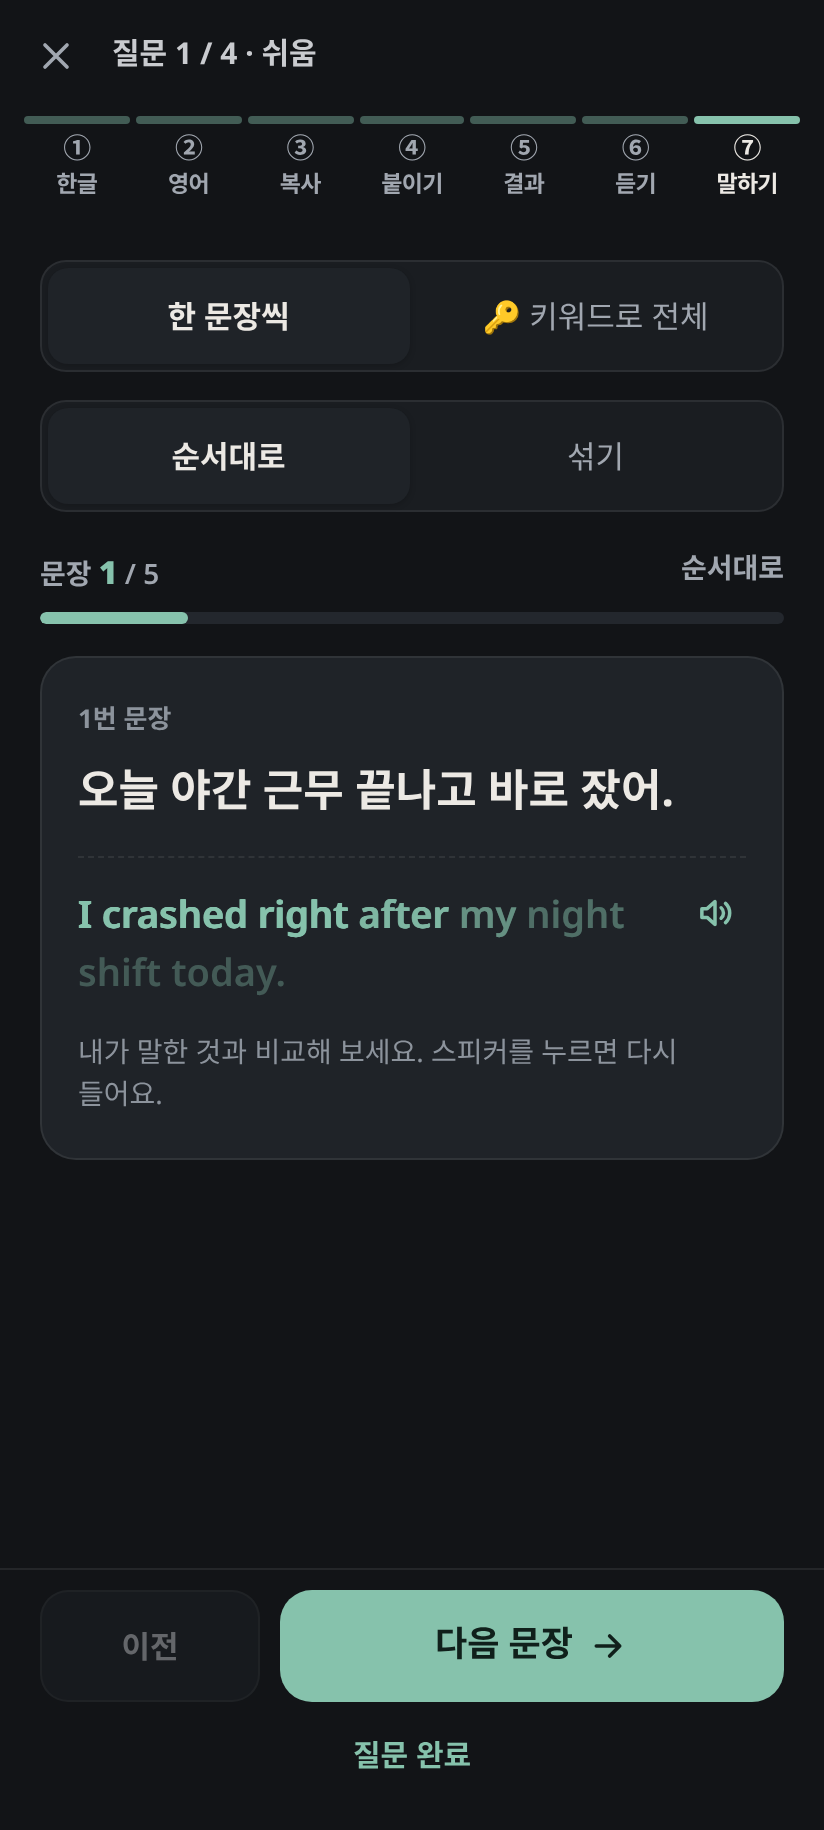 질문 1 / 4 · 쉬움
① ② ③ ④ ⑤ ⑥ ⑦
한글 영어 복사 붙이기 결과 듣기 말하기
한 문장씩 🔑 키워드로 전체
순서대로 섞기
문장 1 / 5 순서대로
1번 문장
오늘 야간 근무 끝나고 바로 잤어.
I crashed right after my night
shift today.
내가 말한 것과 비교해 보세요. 스피커를 누르면 다시
들어요.
이전 다음 문장 →
질문 완료